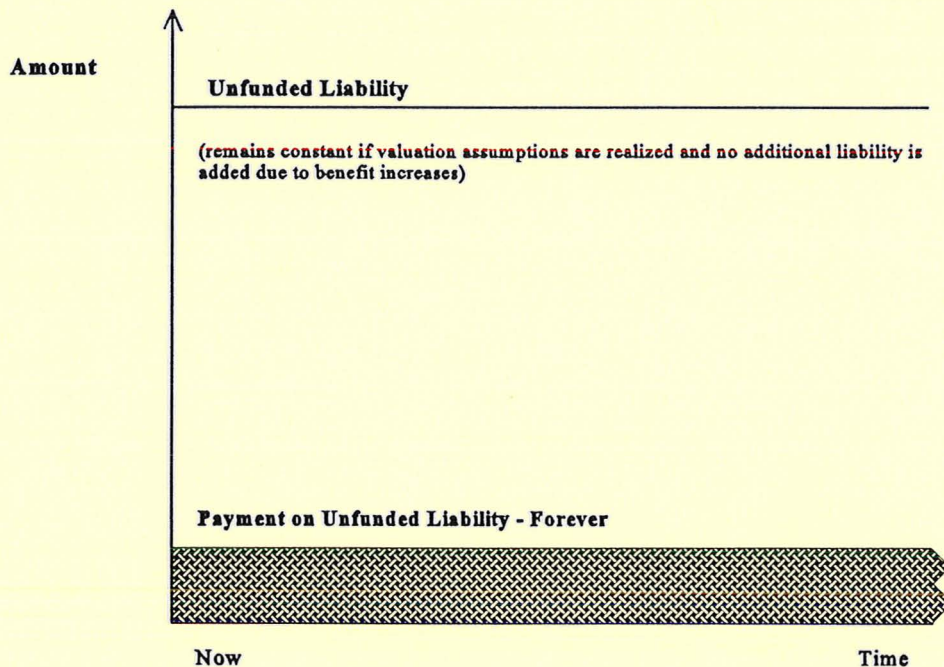 Amount
Unfunded Liability
(remains constant if valuation assumptions are realized and no additional liability is
added due to benefit increases)
Payment on Unfunded Liability - Forever
Now Time